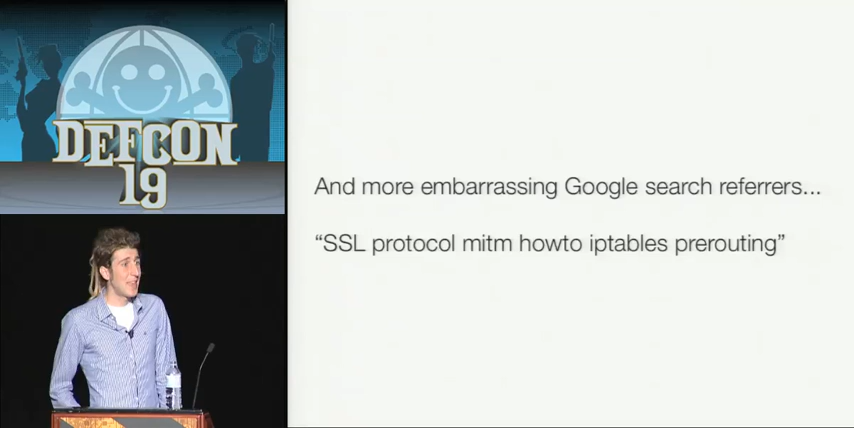 DEFCON
19
And more embarrassing Google search referrers...
“SSL protocol mitm howto iptables prerouting”